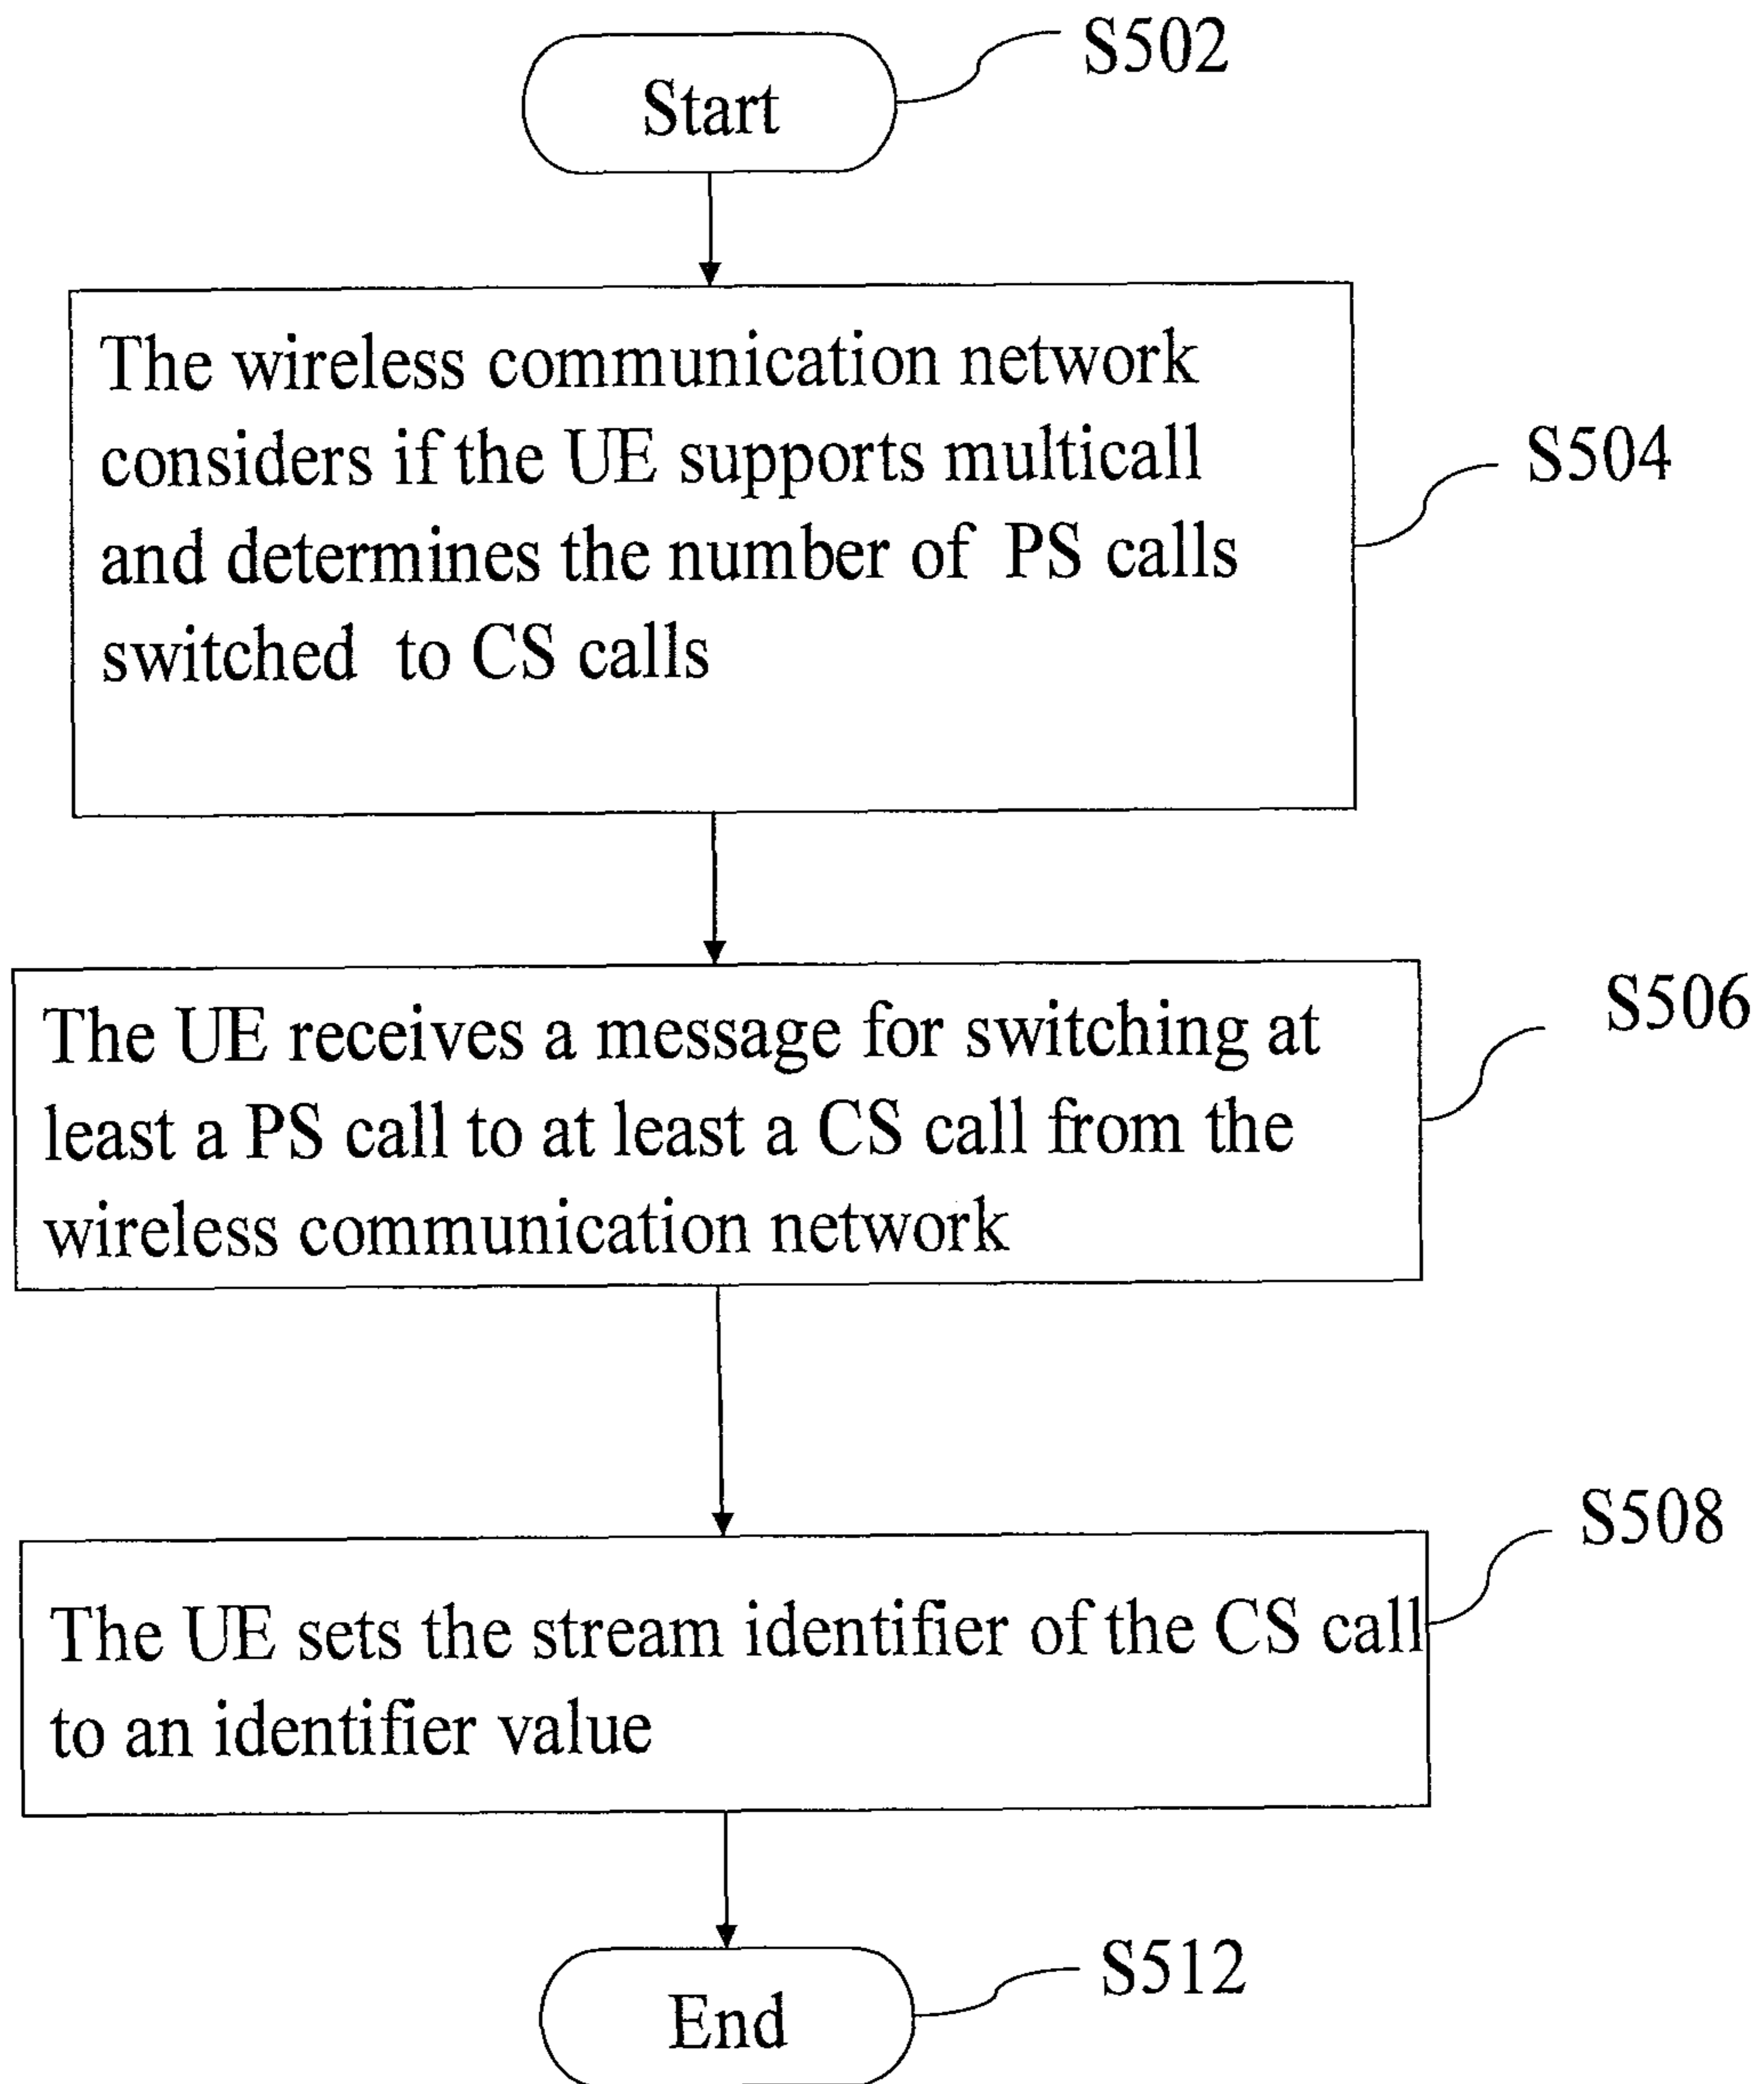 S502
Start
The wireless communication network
considers if the UE supports multicall
and determines the number of PS calls
switched to CS calls
S504
The UE receives a message for switching at
least a PS call to at least a CS call from the
wireless communication network
S506
The UE sets the stream identifier of the CS call
to an identifier value
S508
End
S512